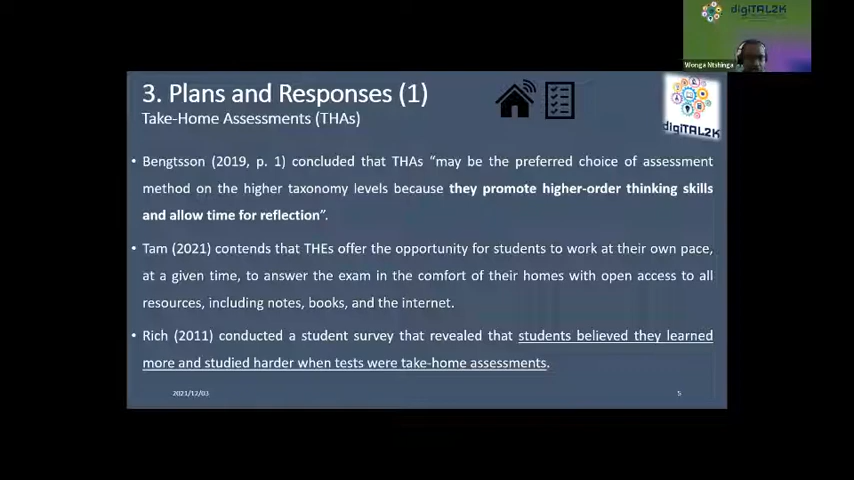 digiTAL2K
Wonga Ntshinga
3. Plans and Responses (1)
Take-Home Assessments (THAs)
digiTAL2K
• Bengtsson (2019, p. 1) concluded that THAs “may be the preferred choice of assessment
method on the higher taxonomy levels because they promote higher-order thinking skills
and allow time for reflection”.
• Tam (2021) contends that THEs offer the opportunity for students to work at their own pace,
at a given time, to answer the exam in the comfort of their homes with open access to all
resources, including notes, books, and the internet.
• Rich (2011) conducted a student survey that revealed that students believed they learned
more and studied harder when tests were take-home assessments.
2021/12/03
5